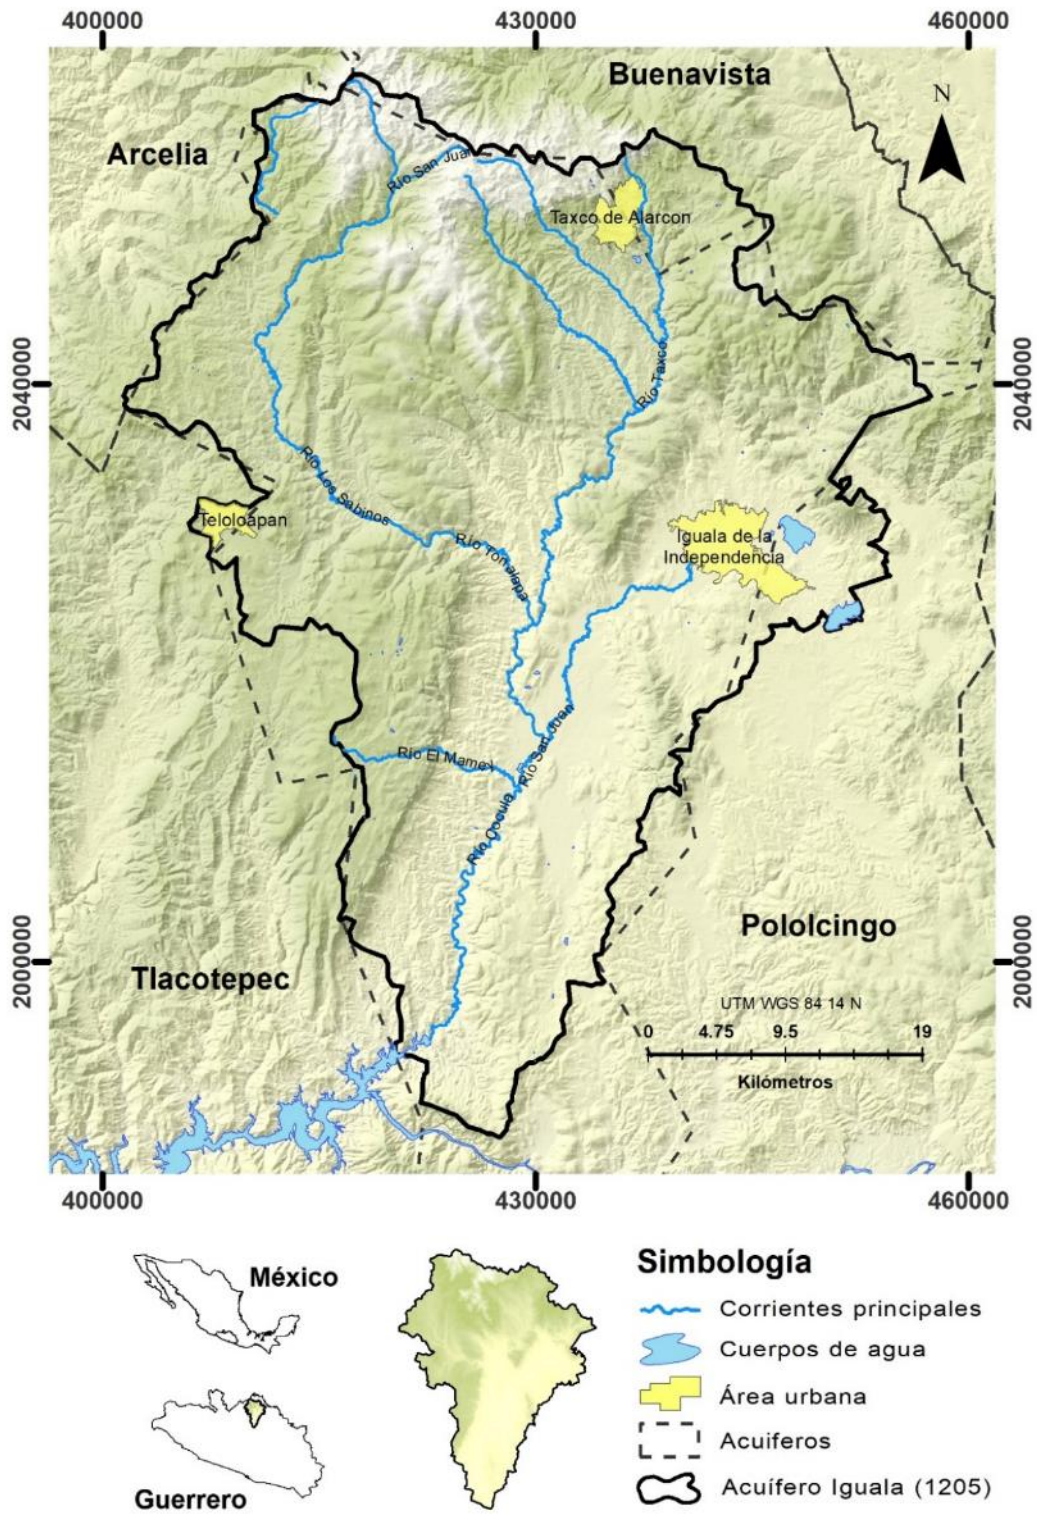 400000
430000
460000
Buenavista
N
Arcelia
Río San Juan
Taxco de Alarcon
2040000
2040000
Río Taxco
Río Los Sabinos
Teloloapan
Río Tonalapa
Iguala de la
Independencia
Río San Juan
Río El Mamey
Río Cocula
Pololcingo
2000000
2000000
Tlacotepec
UTM WGS 84 14 N
0 4.75 9.5 19
Kilómetros
400000
430000
460000
México
Guerrero
Simbología
Corrientes principales
Cuerpos de agua
Área urbana
Acuiferos
Acuífero Iguala (1205)